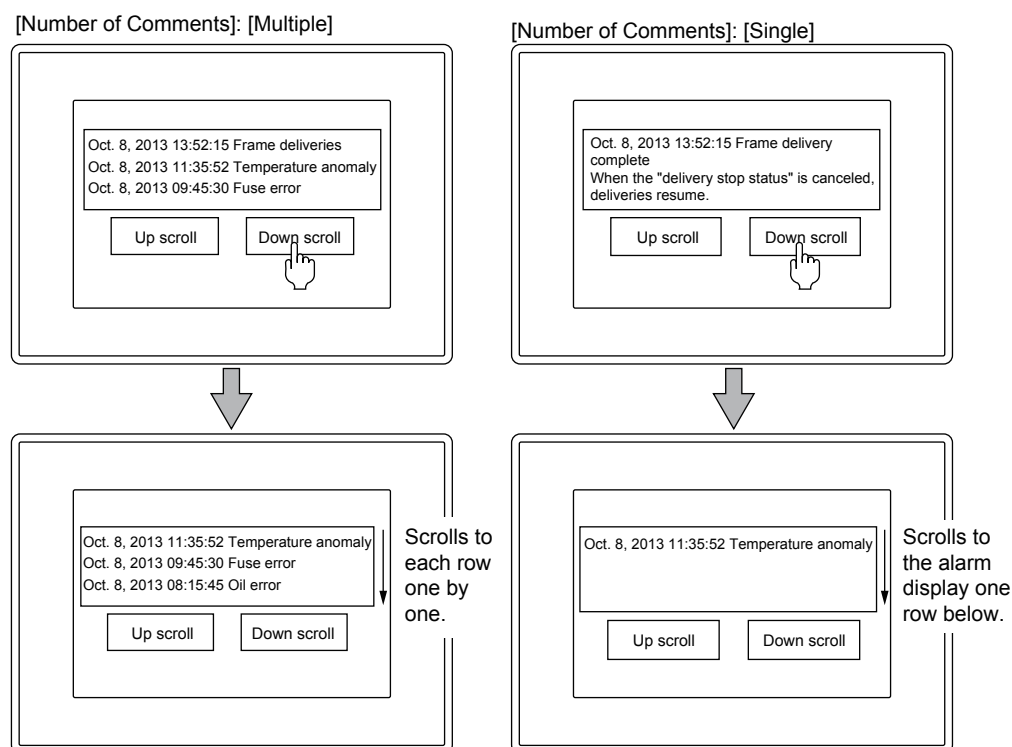 [Number of Comments]: [Multiple]
Oct. 8, 2013 13:52:15 Frame deliveries
Oct. 8, 2013 11:35:52 Temperature anomaly
Oct. 8, 2013 09:45:30 Fuse error
Up scroll
Down scroll
Oct. 8, 2013 11:35:52 Temperature anomaly
Oct. 8, 2013 09:45:30 Fuse error
Oct. 8, 2013 08:15:45 Oil error
Up scroll
Down scroll
Scrolls to
each row
one by
one.
[Number of Comments]: [Single]
Oct. 8, 2013 13:52:15 Frame delivery
complete
When the "delivery stop status" is canceled,
deliveries resume.
Up scroll
Down scroll
Oct. 8, 2013 11:35:52 Temperature anomaly
Up scroll
Down scroll
Scrolls to
the alarm
display one
row below.